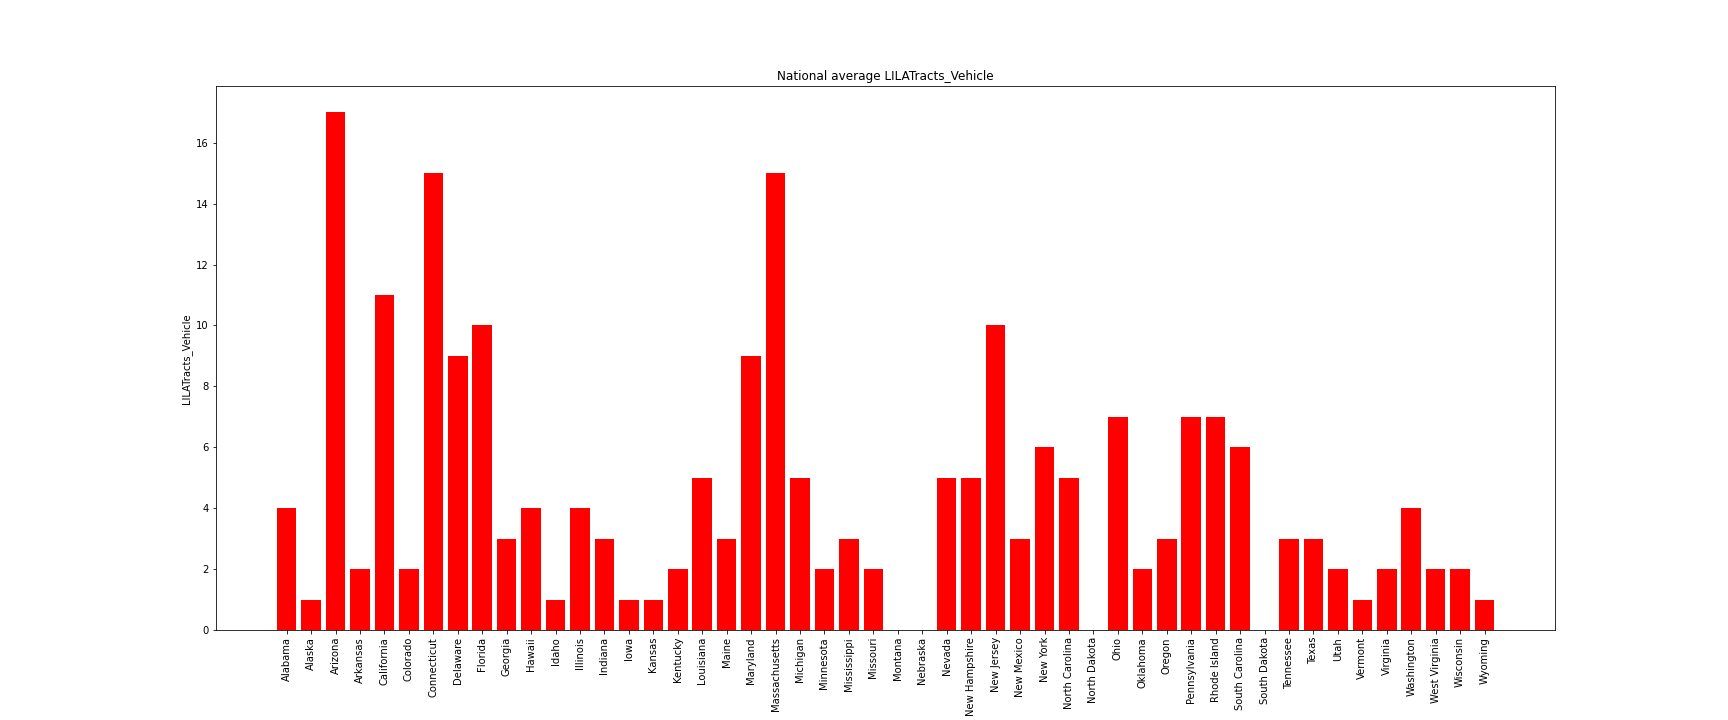 National average LILATracts_Vehicle
LILATracts_Vehicle
16
14
12
10
8
6
4
2
0
Alabama
Alaska
Arizona
Arkansas
California
Colorado
Connecticut
Delaware
Florida
Georgia
Hawaii
Idaho
Illinois
Indiana
Iowa
Kansas
Kentucky
Louisiana
Maine
Maryland
Massachusetts
Michigan
Minnesota
Mississippi
Missouri
Montana
Nebraska
Nevada
New Hampshire
New Jersey
New Mexico
New York
North Carolina
North Dakota
Ohio
Oklahoma
Oregon
Pennsylvania
Rhode Island
South Carolina
South Dakota
Tennessee
Texas
Utah
Vermont
Virginia
Washington
West Virginia
Wisconsin
Wyoming